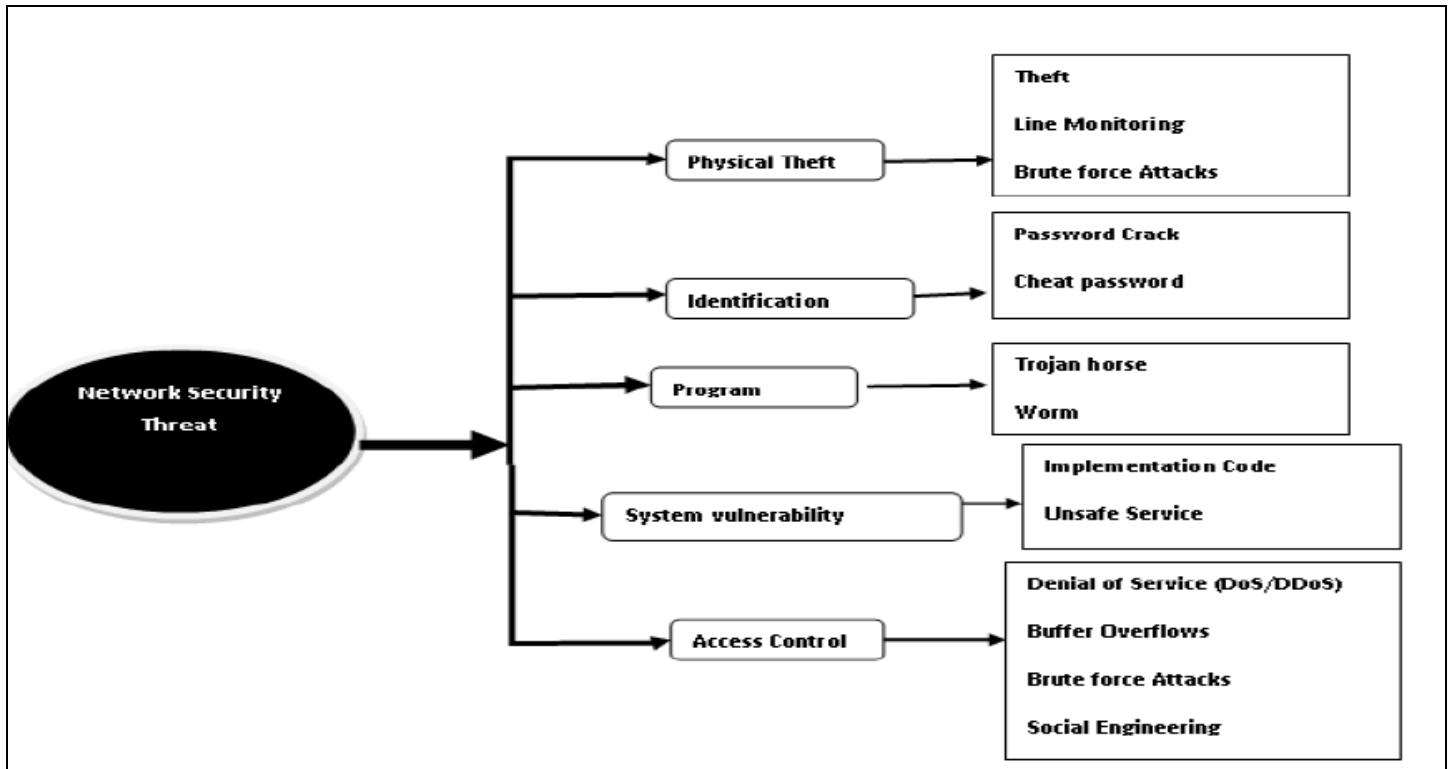 Network Security
Threat
Physical Theft
Theft
Line Monitoring
Brute force Attacks
Identification
Password Crack
Cheat password
Program
Trojan horse
Worm
System vulnerability
Implementation Code
Unsafe Service
Access Control
Denial of Service (DoS/DDoS)
Buffer Overflows
Brute force Attacks
Social Engineering